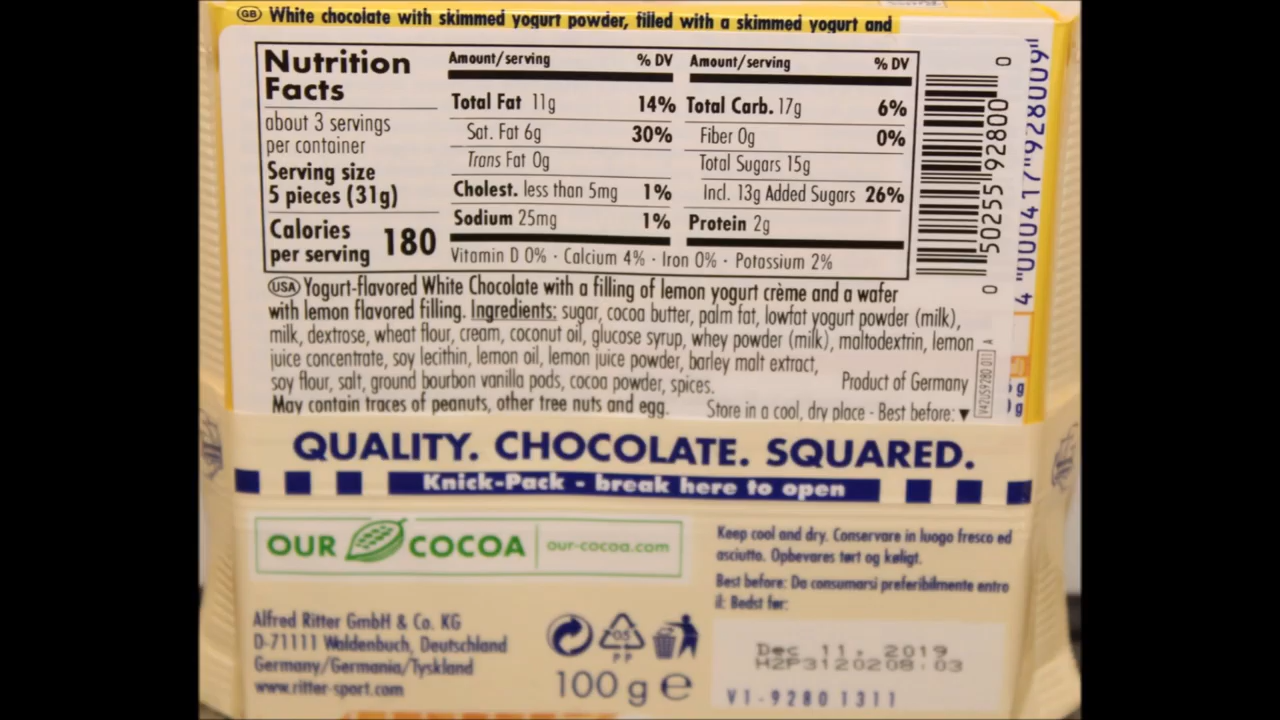 GB White chocolate with skimmed yogurt powder, filled with a skimmed yogurt and
Nutrition
Facts
about 3 servings
per container
Serving size
5 pieces (31g)
Calories
per serving 180
Amount/serving % DV
Total Fat 11g 14%
Sat. Fat 6g 30%
Trans Fat 0g
Cholest. less than 5mg 1%
Sodium 25mg 1%
Amount/serving % DV
Total Carb. 17g 6%
Fiber 0g 0%
Total Sugars 15g
Incl. 13g Added Sugars 26%
Protein 2g
Vitamin D 0% · Calcium 4% · Iron 0% · Potassium 2%
0 50255 92800 0
4 "000417"928009"
USA Yogurt-flavored White Chocolate with a filling of lemon yogurt crème and a wafer
with lemon flavored filling. Ingredients: sugar, cocoa butter, palm fat, lowfat yogurt powder (milk),
milk, dextrose, wheat flour, cream, coconut oil, glucose syrup, whey powder (milk), maltodextrin, lemon
juice concentrate, soy lecithin, lemon oil, lemon juice powder, barley malt extract,
soy flour, salt, ground bourbon vanilla pods, cocoa powder, spices.
Product of Germany
May contain traces of peanuts, other tree nuts and egg.
Store in a cool, dry place - Best before: ▼
V42US9280 011 A
g
g
QUALITY. CHOCOLATE. SQUARED.
Knick-Pack - break here to open
OUR COCOA our-cocoa.com
Keep cool and dry. Conservare in luogo fresco ed
asciutto. Opbevares tørt og køligt.
Best before: Da consumarsi preferibilmente entro
il: Bedst før:
Alfred Ritter GmbH & Co. KG
D-71111 Waldenbuch, Deutschland
Germany/Germania/Tyskland
www.ritter-sport.com
05
PP
100 g e
Dec 11. 2019
H2P3120208.03
V1-9280 1311